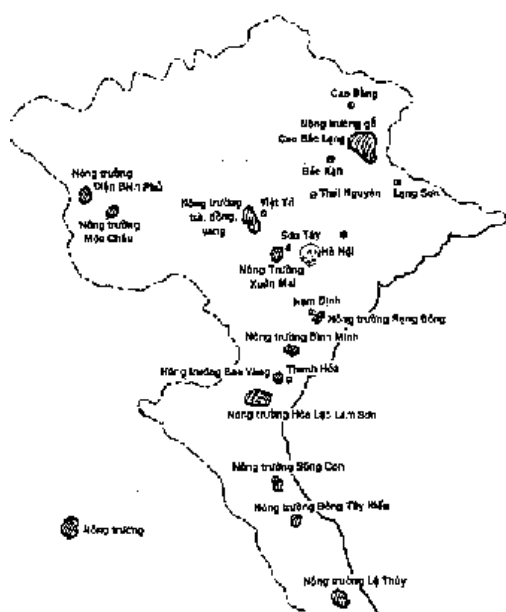 Cao Bằng
Nông trường gỗ
Cao Bắc Lạng
Bắc Kạn
Thái Nguyên
Lạng Sơn
Nông trường
Điện Biên Phủ
Nông trường
Mộc Châu
Nông trường
trà, đồng,
Việt Trì
Sơn Tây
Hà Nội
Nông Trường
Xuân Mai
Nam Định
Nông trường Rạng Đông
Nông trường Bình Minh
Nông trường Sao Vàng
Thanh Hóa
Nông trường Hòa Lạc Lam Sơn
Nông trường Sông Con
Nông trường Đông Tây Hiếu
Nông trường
Nông trường Lệ Thủy